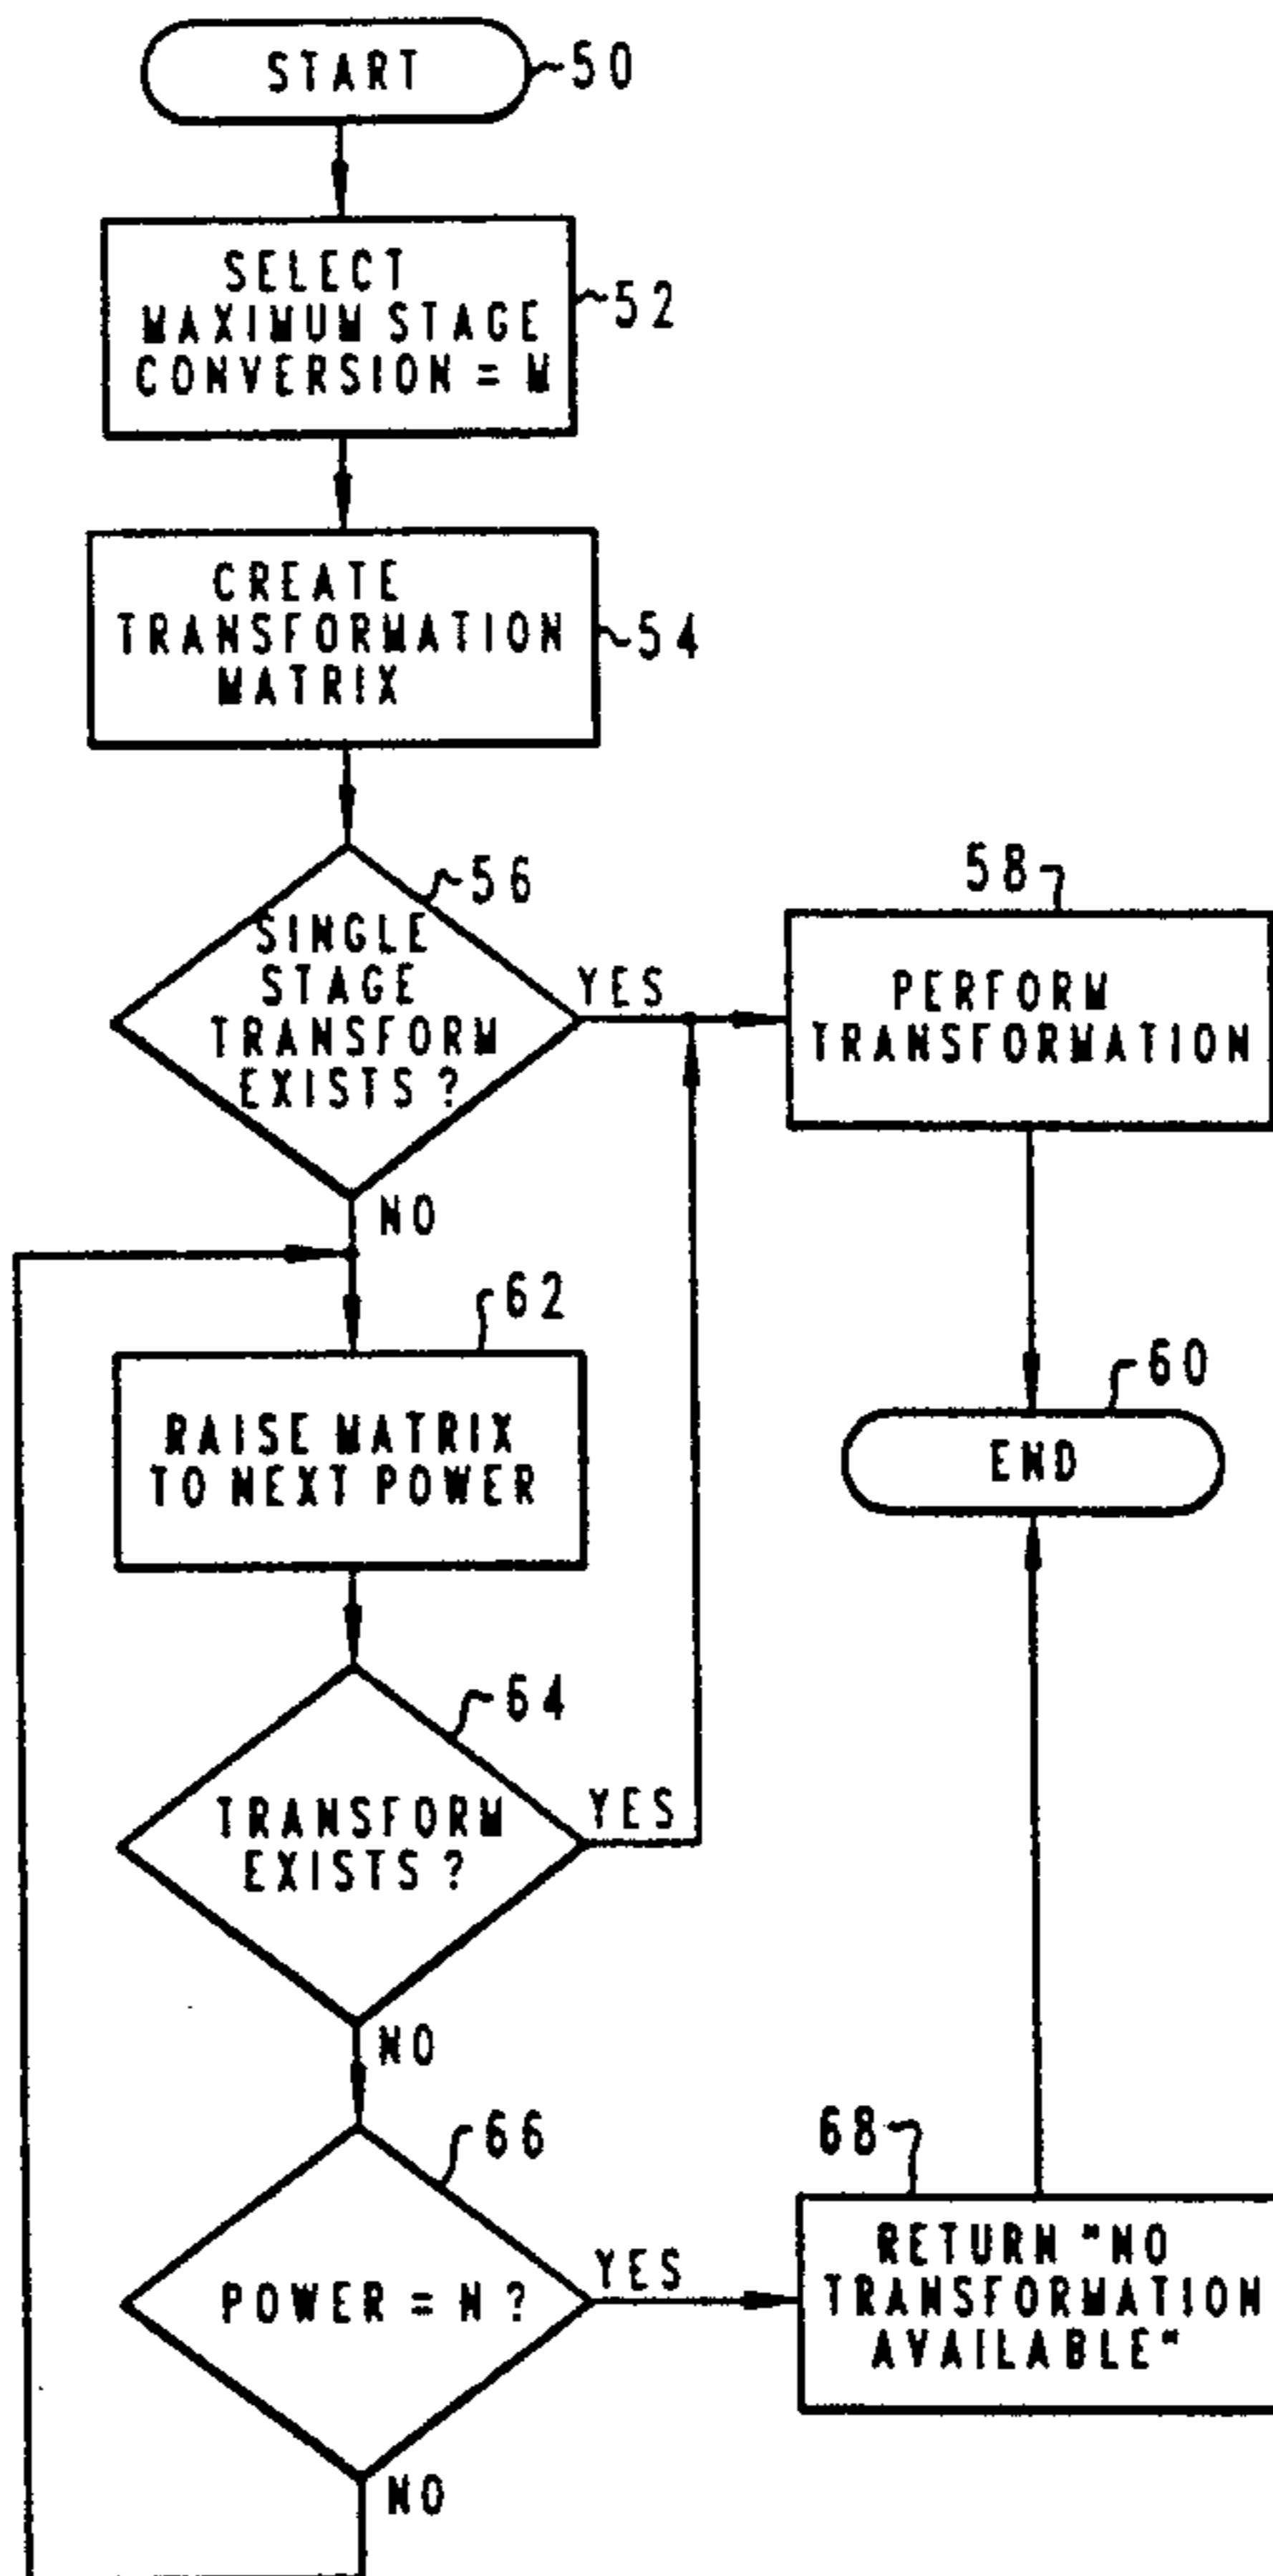 START
50
SELECT
MAXIMUM STAGE
CONVERSION = M
52
CREATE
TRANSFORMATION
MATRIX
54
56
SINGLE
STAGE
TRANSFORM
EXISTS ?
YES
NO
58
PERFORM
TRANSFORMATION
60
END
62
RAISE MATRIX
TO NEXT POWER
64
TRANSFORM
EXISTS ?
YES
NO
66
POWER = N ?
YES
NO
68
RETURN "NO
TRANSFORMATION
AVAILABLE"